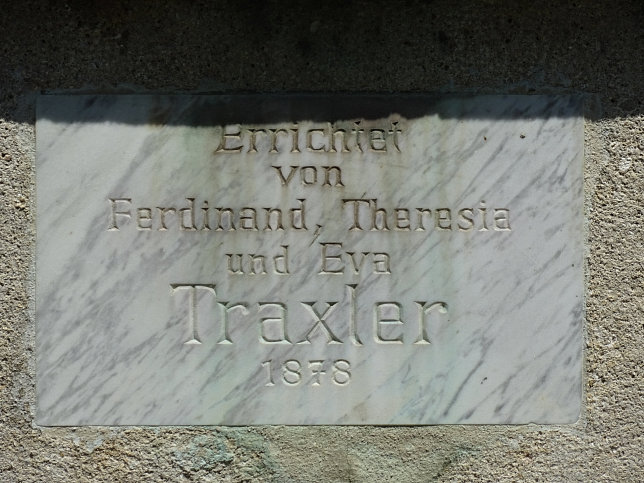 Errichtet
von
Ferdinand, Theresia
und Eva
Traxler
1878